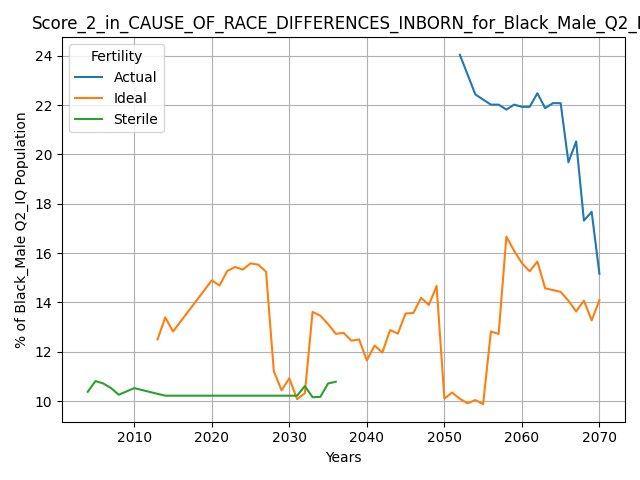 Score_2_in_CAUSE_OF_RACE_DIFFERENCES_INBORN_for_Black_Male_Q2_I
Fertility
Actual
Ideal
Sterile
% of Black_Male Q2_IQ Population
24
22
20
18
16
14
12
10
2010 2020 2030 2040 2050 2060 2070
Years